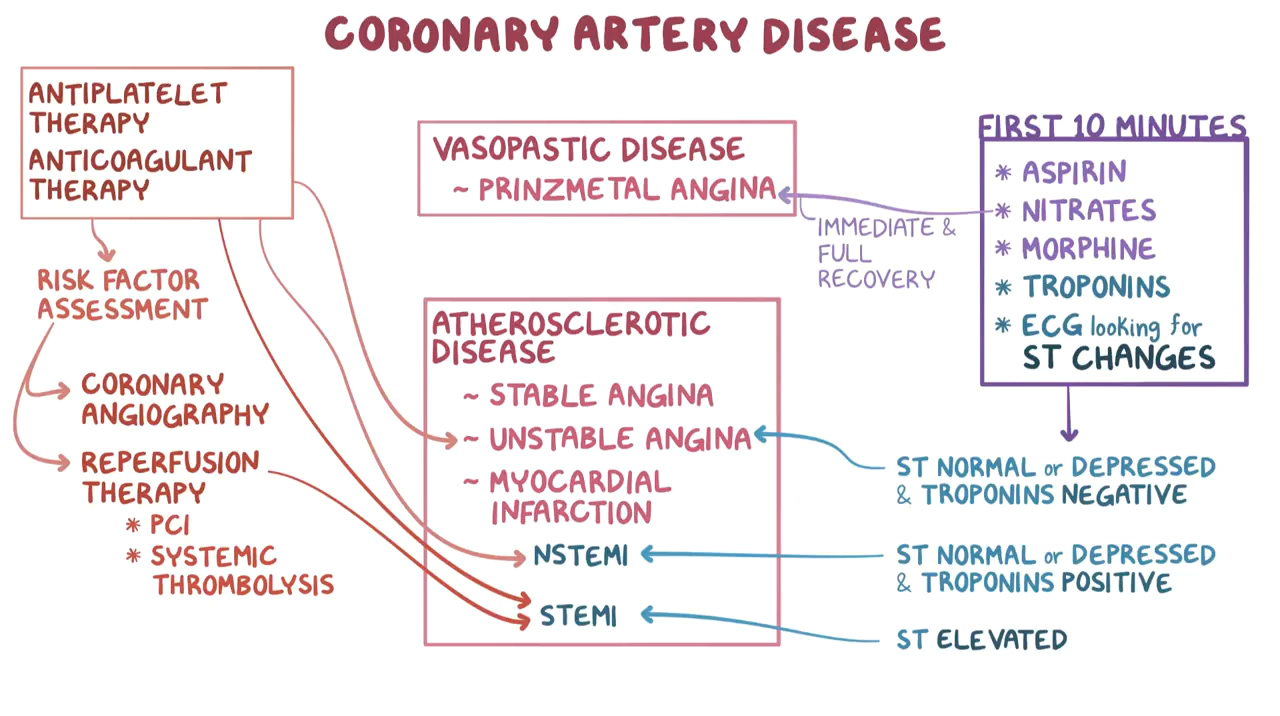 CORONARY ARTERY DISEASE
ANTIPLATELET
THERAPY
ANTICOAGULANT
THERAPY
RISK FACTOR
ASSESSMENT
CORONARY
ANGIOGRAPHY
REPERFUSION
THERAPY
* PCI
* SYSTEMIC
THROMBOLYSIS
VASOPASTIC DISEASE
~ PRINZMETAL ANGINA
IMMEDIATE &
FULL
RECOVERY
ATHEROSCLEROTIC
DISEASE
~ STABLE ANGINA
~ UNSTABLE ANGINA
~ MYOCARDIAL
INFARCTION
NSTEMI
STEMI
FIRST 10 MINUTES
* ASPIRIN
* NITRATES
* MORPHINE
* TROPONINS
* ECG looking for
ST CHANGES
ST NORMAL or DEPRESSED
& TROPONINS NEGATIVE
ST NORMAL or DEPRESSED
& TROPONINS POSITIVE
ST ELEVATED